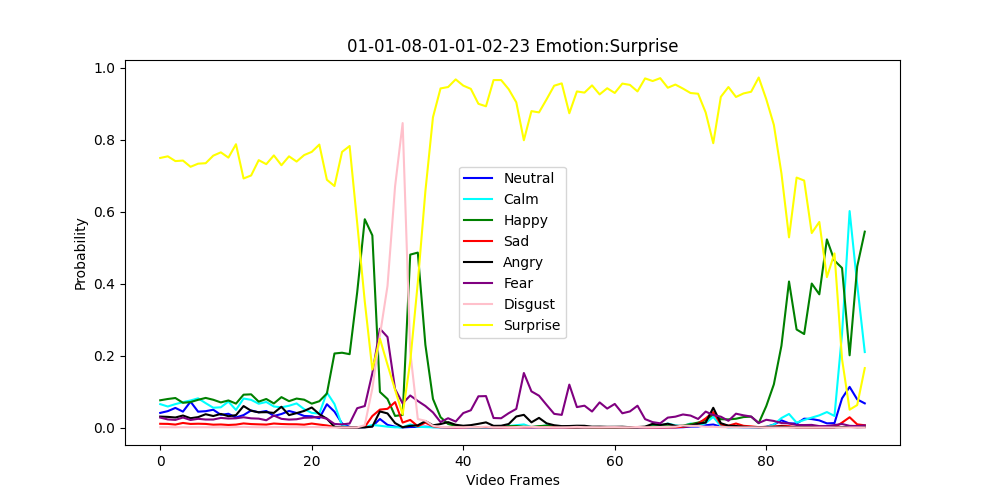 01-01-08-01-01-02-23 Emotion:Surprise
Probability
1.0
0.8
0.6
0.4
0.2
0.0
Neutral
Calm
Happy
Sad
Angry
Fear
Disgust
Surprise
0 20 40 60 80
Video Frames